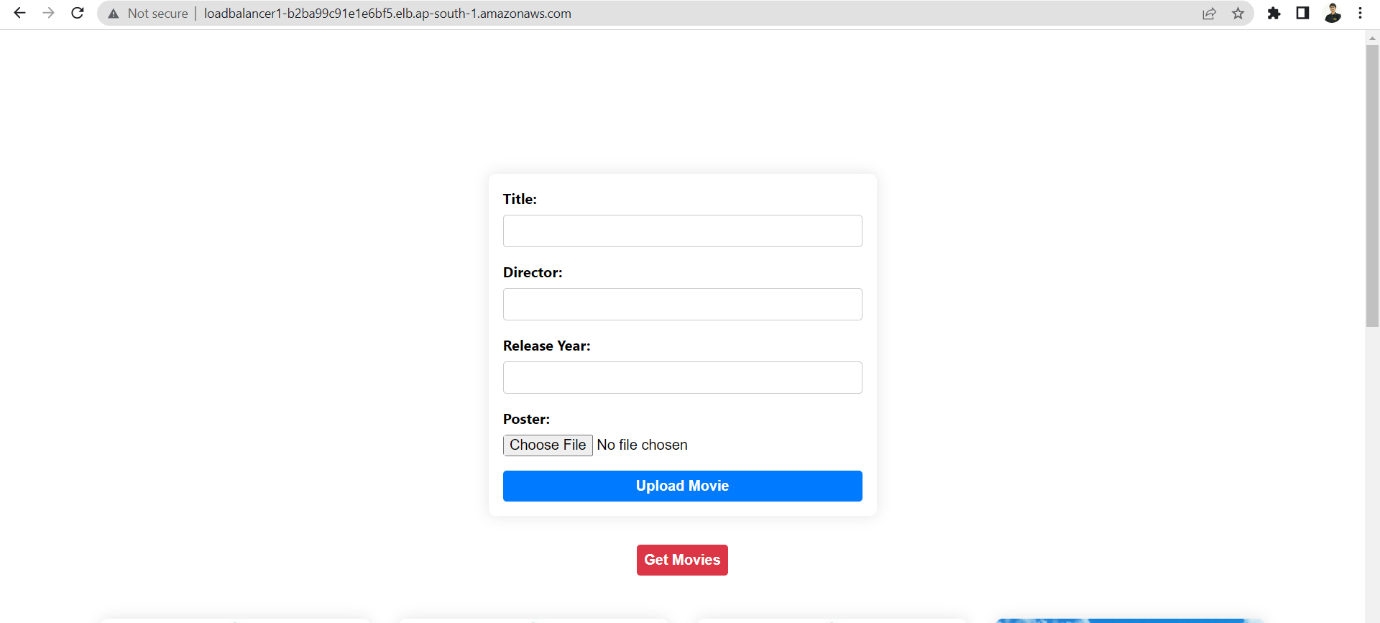 Not secure | loadbalancer1-b2ba99c91e1e6bf5.elb.ap-south-1.amazonaws.com
Title:
Director:
Release Year:
Poster:
Choose File No file chosen
Upload Movie
Get Movies